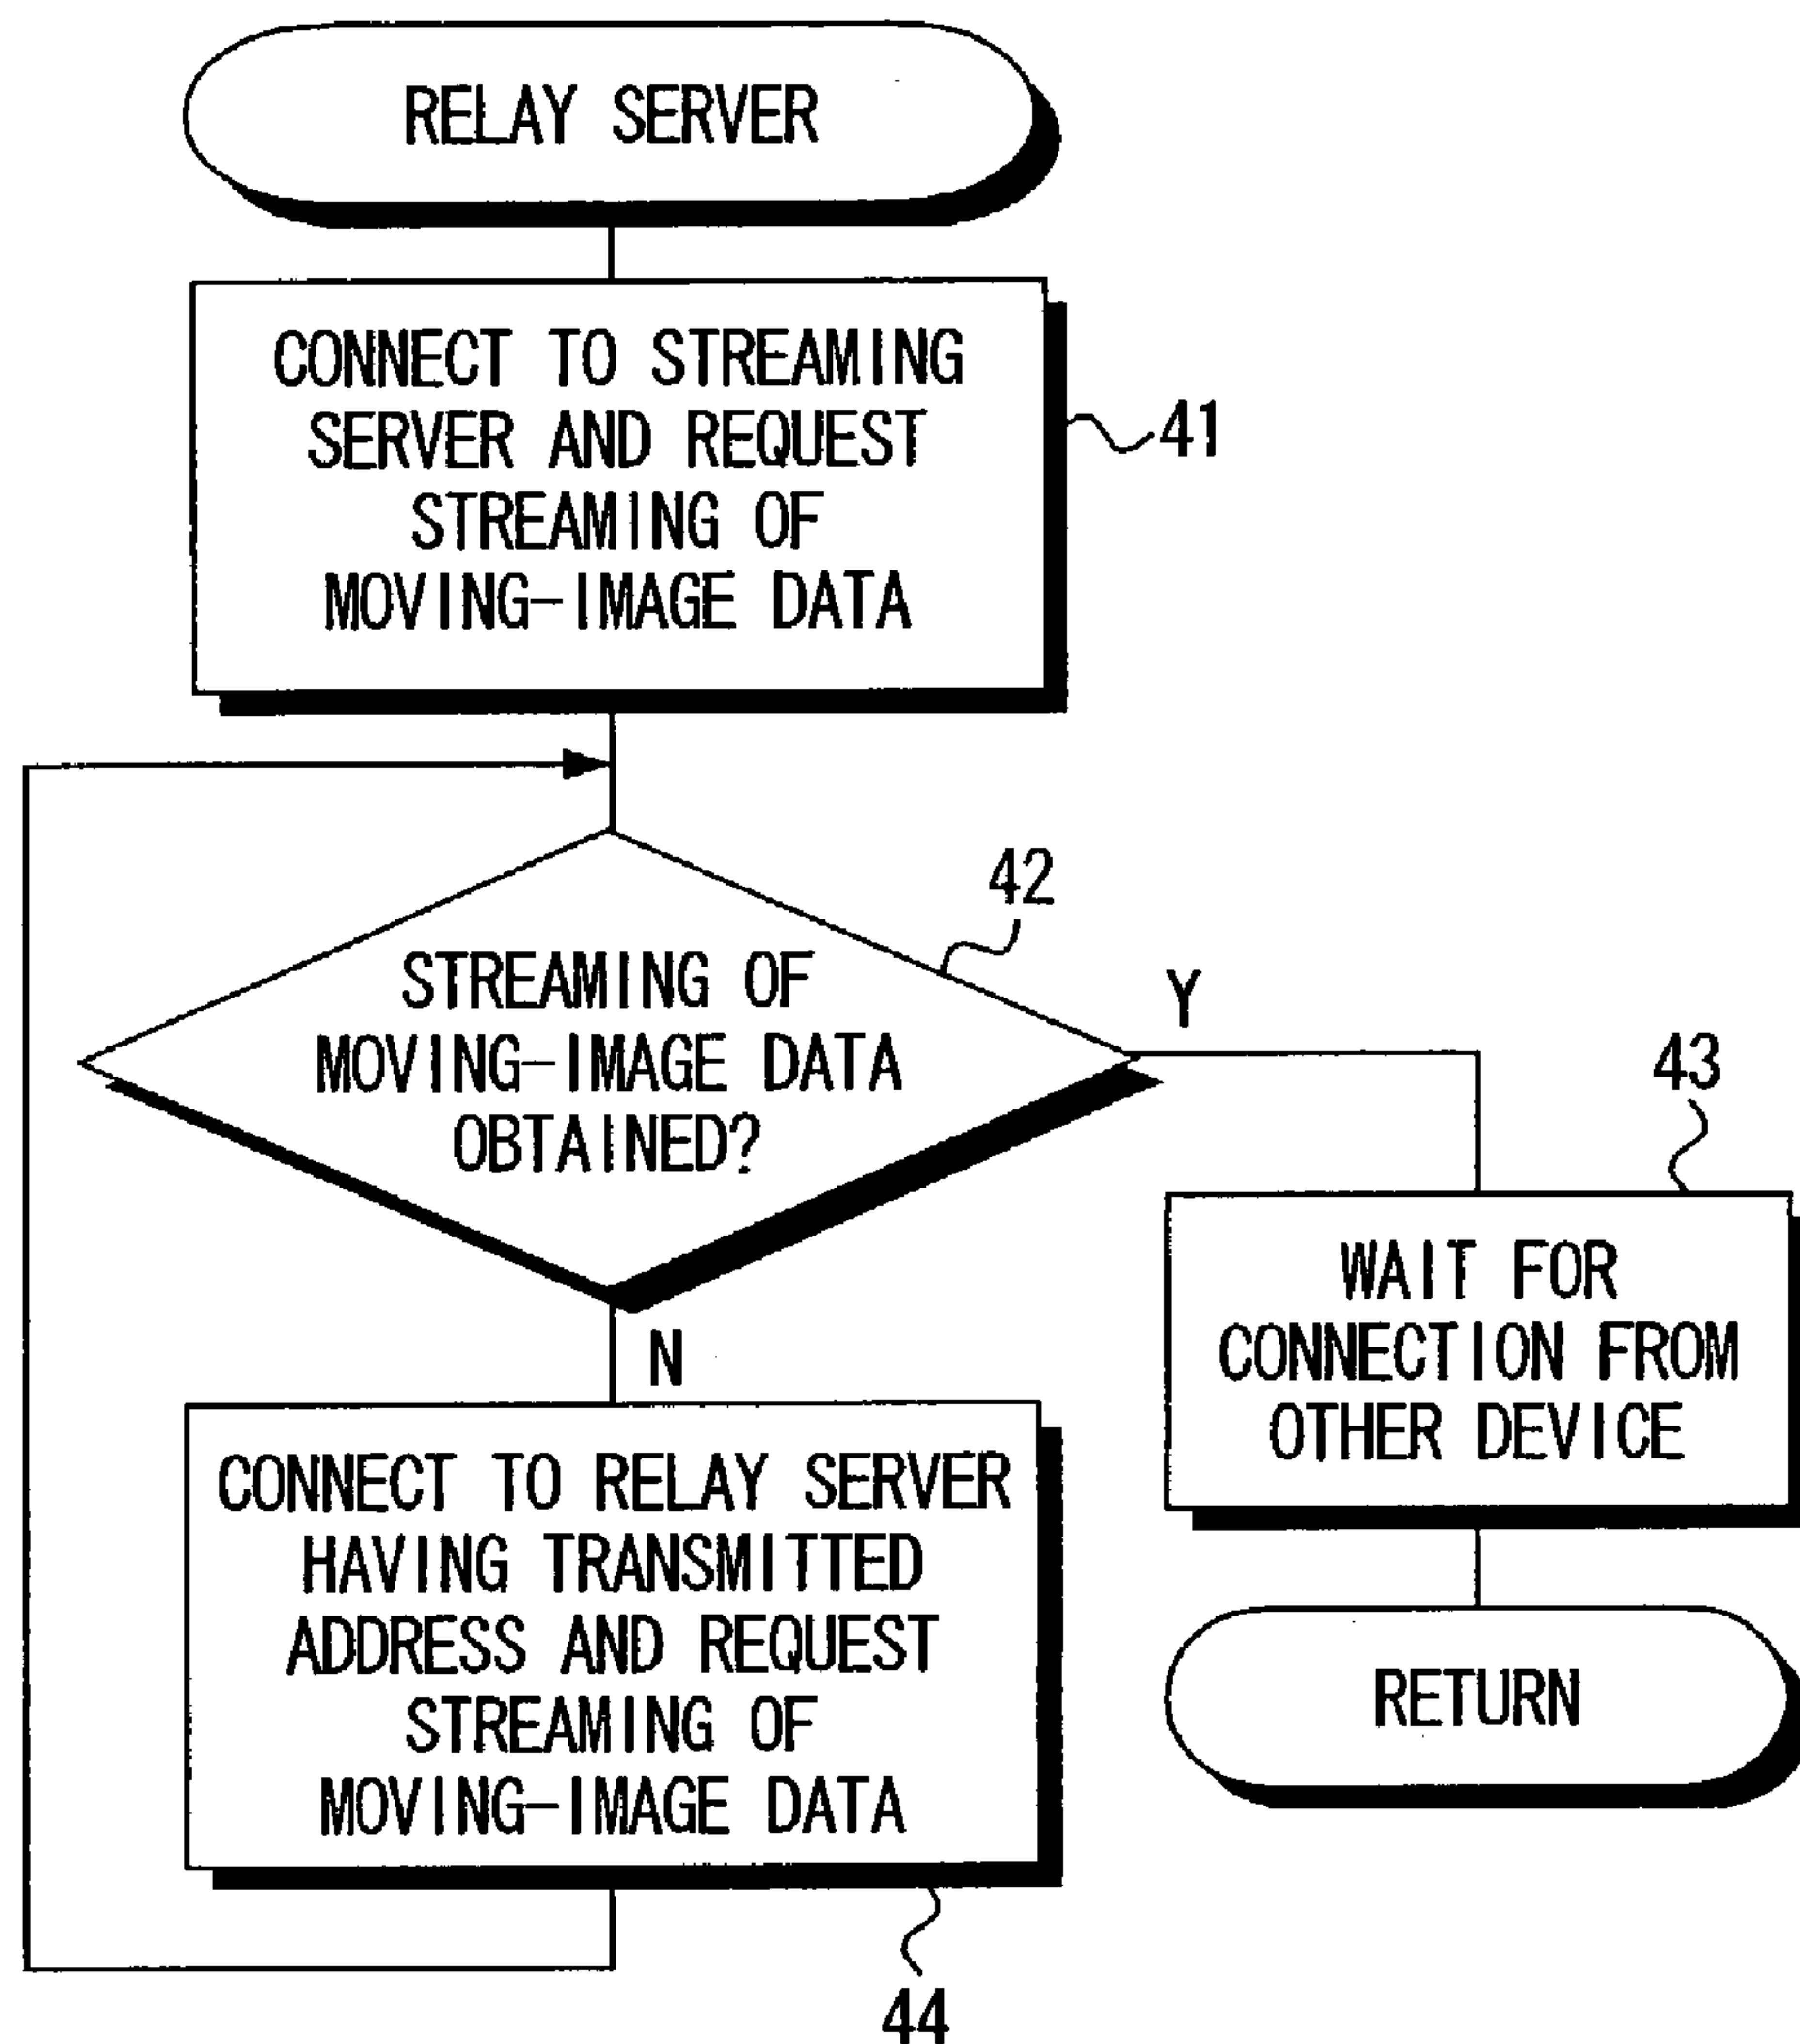 RELAY SERVER
CONNECT TO STREAMING
SERVER AND REQUEST
STREAMING OF
MOVING-IMAGE DATA
41
42
STREAMING OF
MOVING-IMAGE DATA
OBTAINED?
Y
N
43
WAIT FOR
CONNECTION FROM
OTHER DEVICE
CONNECT TO RELAY SERVER
HAVING TRANSMITTED
ADDRESS AND REQUEST
STREAMING OF
MOVING-IMAGE DATA
44
RETURN